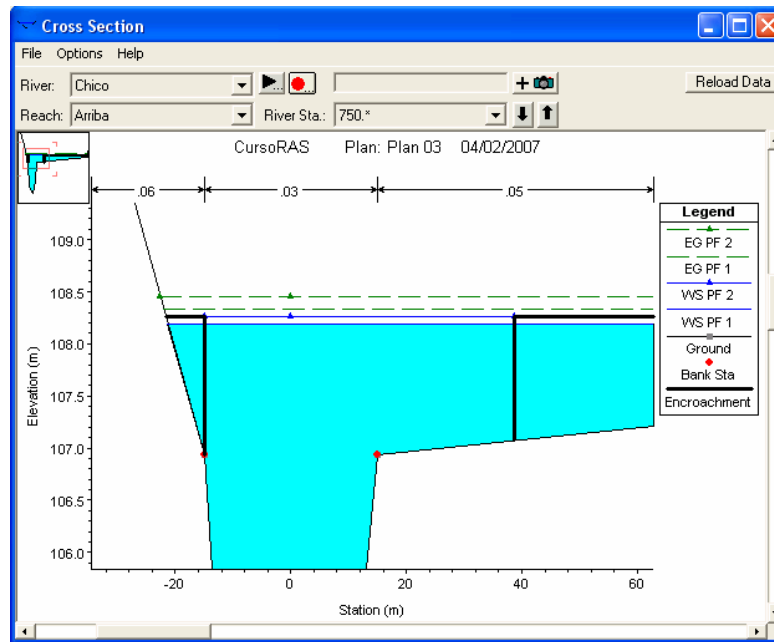 Cross Section
File Options Help
River: Chico
Reload Data
Reach: Arriba River Sta.: 750.*
CursoRAS Plan: Plan 03 04/02/2007
.06 .03 .05
Legend
EG PF 2
EG PF 1
WS PF 2
WS PF 1
Ground
Bank Sta
Encroachment
109.0
108.5
108.0
107.5
107.0
106.5
106.0
Elevation (m)
-20 0 20 40 60
Station (m)